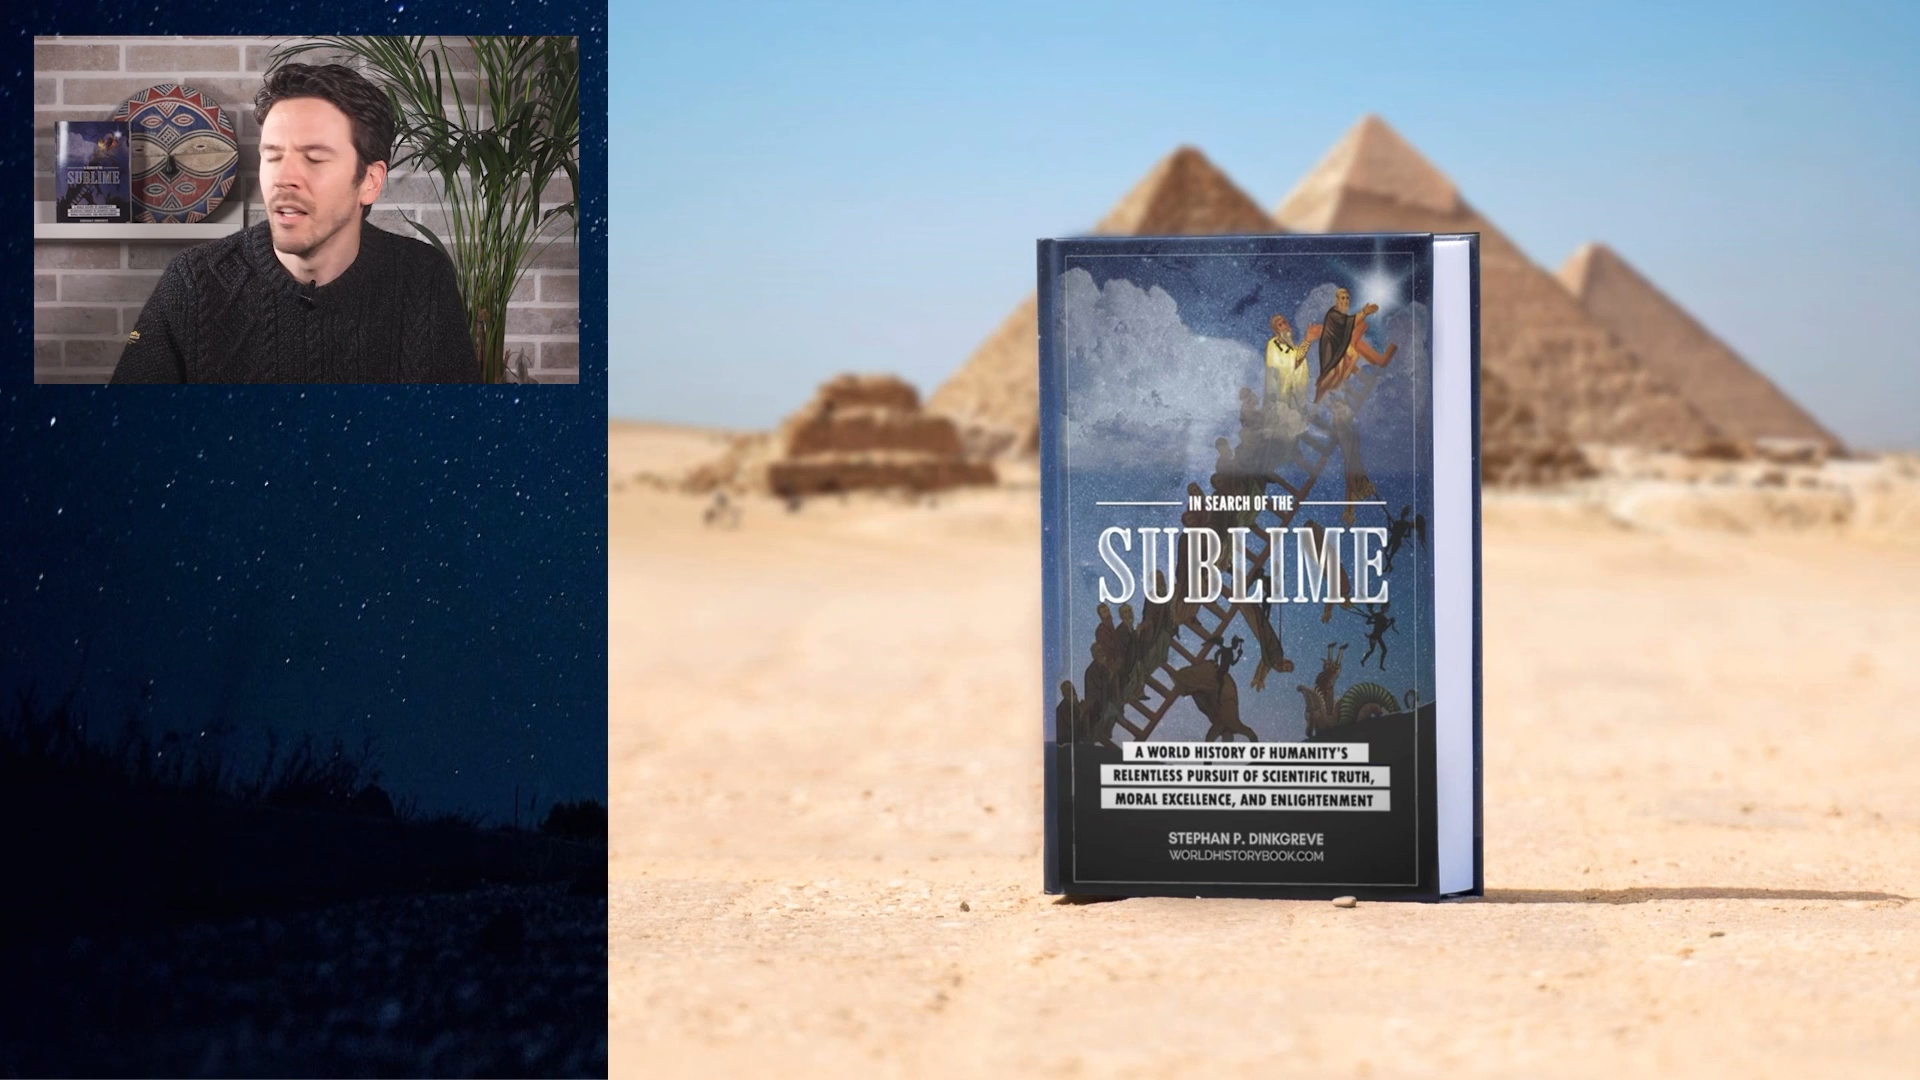 SUBLIME
IN SEARCH OF THE
SUBLIME
A WORLD HISTORY OF HUMANITY'S
RELENTLESS PURSUIT OF SCIENTIFIC TRUTH,
MORAL EXCELLENCE, AND ENLIGHTENMENT
STEPHAN P. DINKGREVE
WORLDHISTORYBOOK.COM